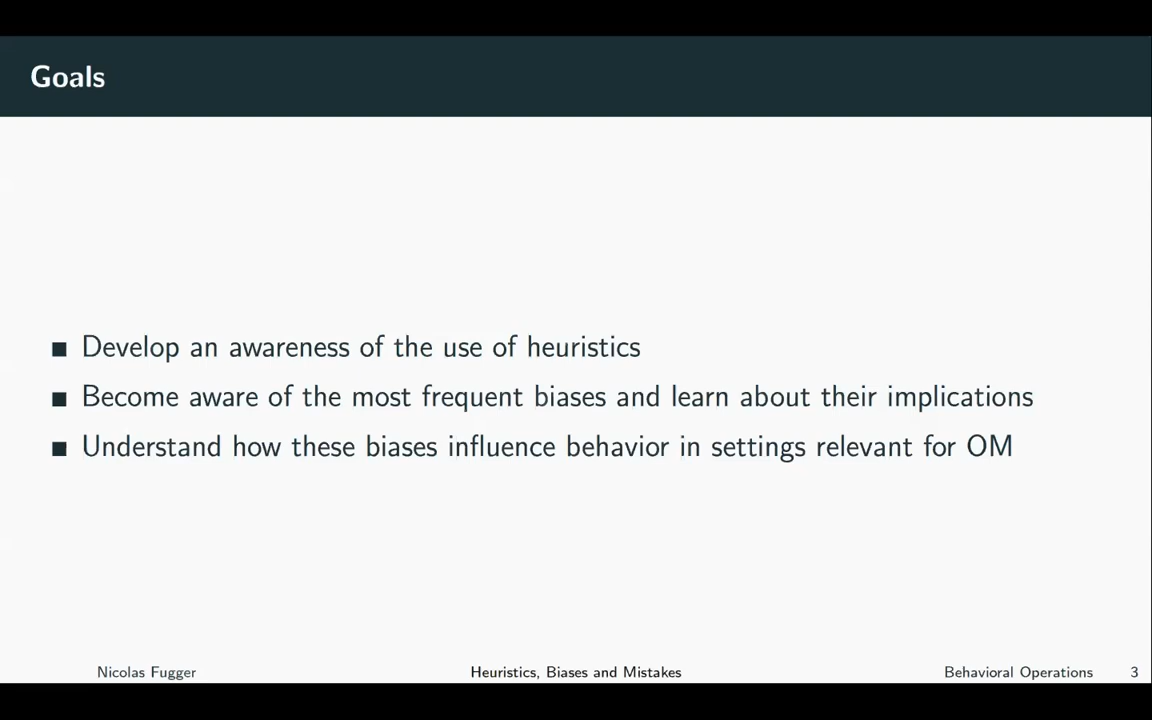 Goals
■ Develop an awareness of the use of heuristics
■ Become aware of the most frequent biases and learn about their implications
■ Understand how these biases influence behavior in settings relevant for OM
Nicolas Fugger Heuristics, Biases and Mistakes Behavioral Operations 3